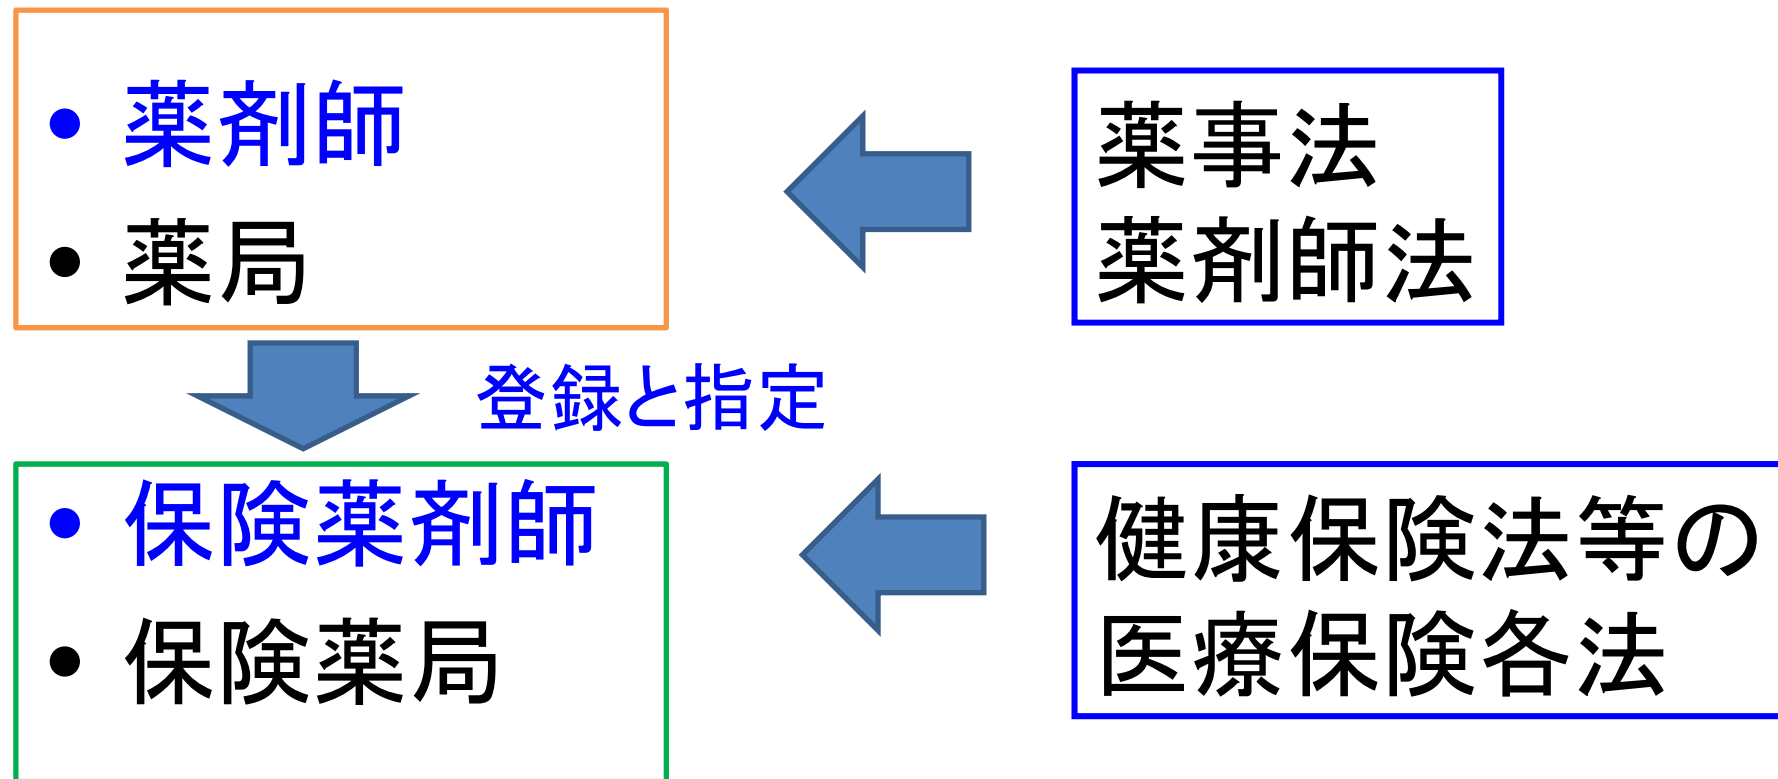 • 薬剤師
• 薬局
薬事法
薬剤師法
登録と指定
• 保険薬剤師
• 保険薬局
健康保険法等の
医療保険各法